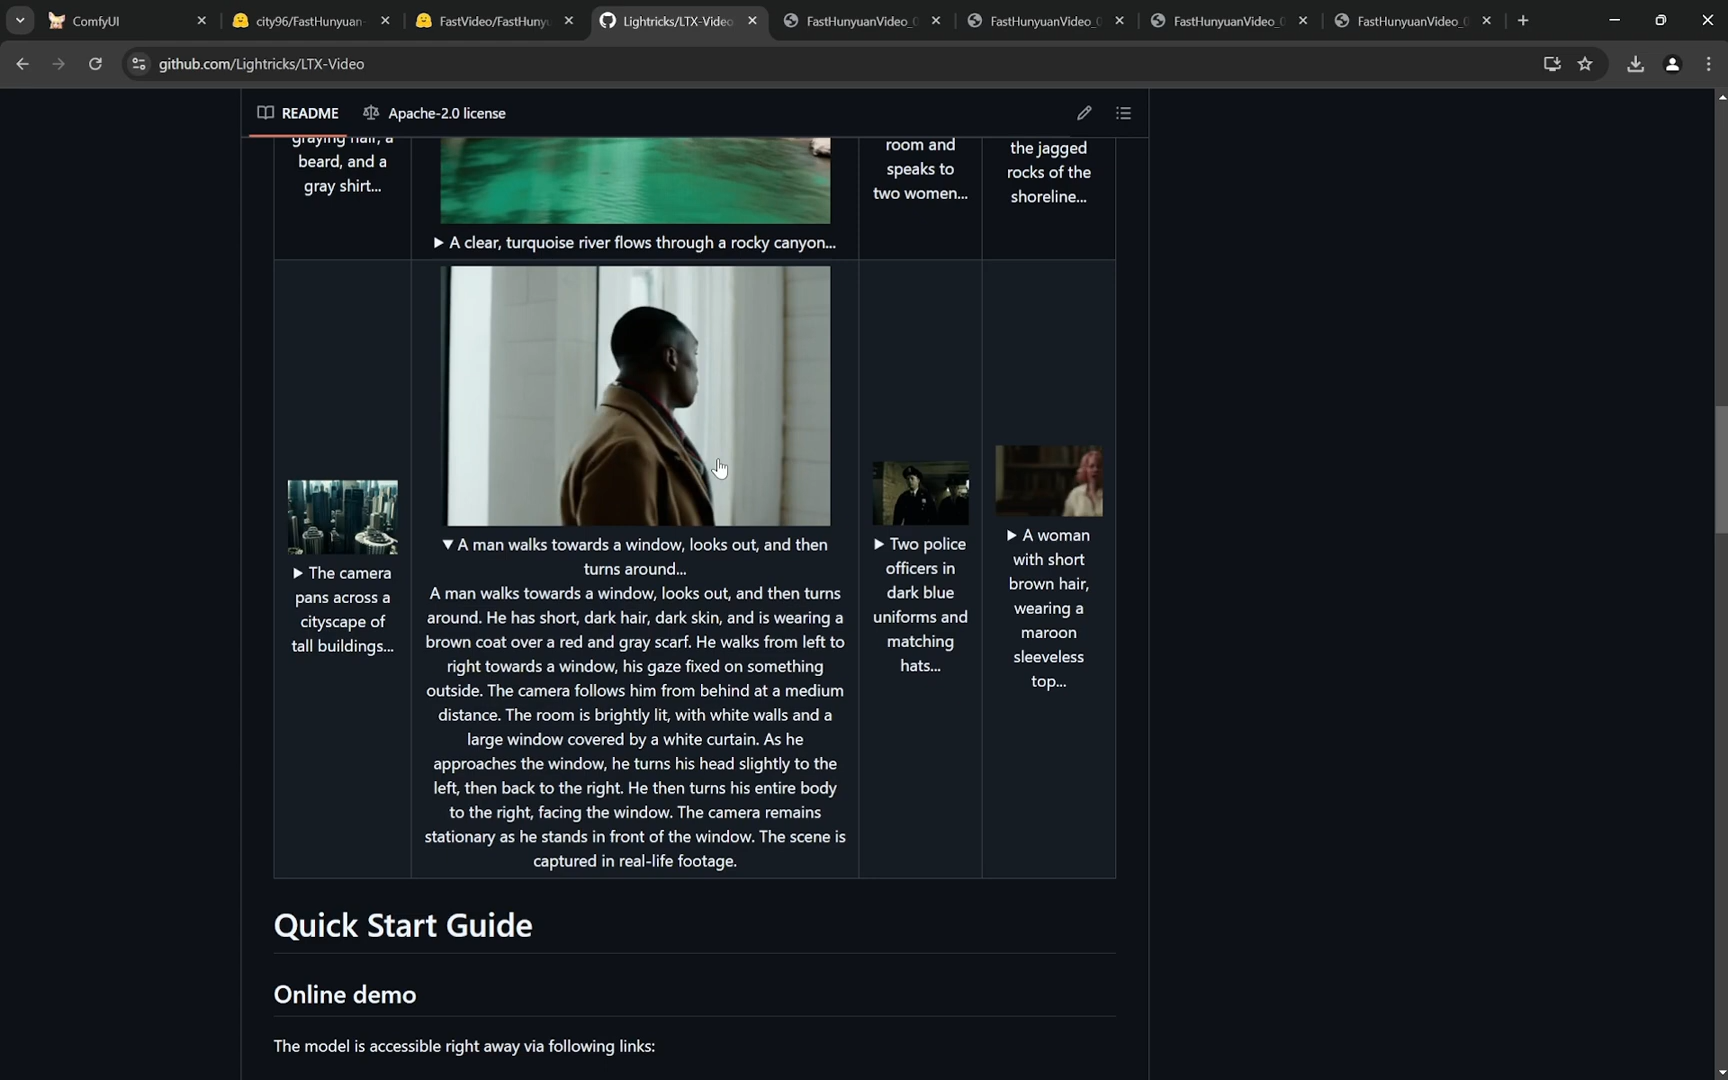 ComfyUI
city96/FastHunyuan-
FastVideo/FastHuny
Lightricks/LTX-Video
FastHunyuanVideo_0
FastHunyuanVideo_0
FastHunyuanVideo_0
FastHunyuanVideo_0
github.com/Lightricks/LTX-Video
README
Apache-2.0 license
graying hair, a
beard, and a
gray shirt...
A clear, turquoise river flows through a rocky canyon...
room and
speaks to
two women...
the jagged
rocks of the
shoreline...
The camera
pans across a
cityscape of
tall buildings...
A man walks towards a window, looks out, and then
turns around...
A man walks towards a window, looks out, and then turns
around. He has short, dark hair, dark skin, and is wearing a
brown coat over a red and gray scarf. He walks from left to
right towards a window, his gaze fixed on something
outside. The camera follows him from behind at a medium
distance. The room is brightly lit, with white walls and a
large window covered by a white curtain. As he
approaches the window, he turns his head slightly to the
left, then back to the right. He then turns his entire body
to the right, facing the window. The camera remains
stationary as he stands in front of the window. The scene is
captured in real-life footage.
Two police
officers in
dark blue
uniforms and
matching
hats...
A woman
with short
brown hair,
wearing a
maroon
sleeveless
top...
Quick Start Guide
Online demo
The model is accessible right away via following links: